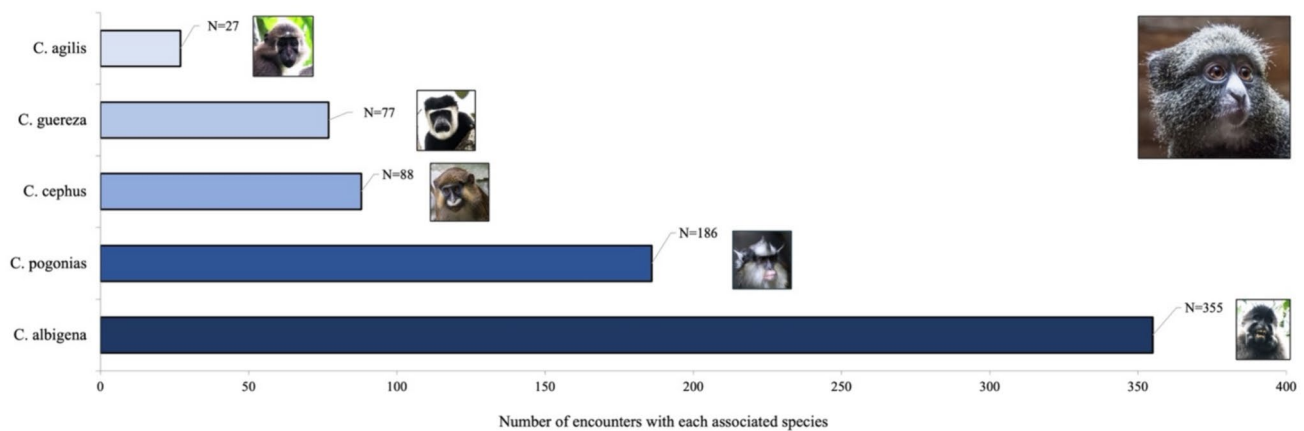 C. agilis
N=27
C. guereza
N=77
C. cephus
N=88
C. pogonias
N=186
C. albigena
N=355
0 50 100 150 200 250 300 350 400
Number of encounters with each associated species